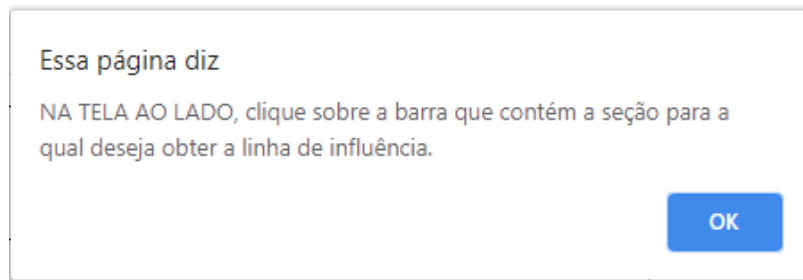 Essa página diz
NA TELA AO LADO, clique sobre a barra que contém a seção para a
qual deseja obter a linha de influência.
OK